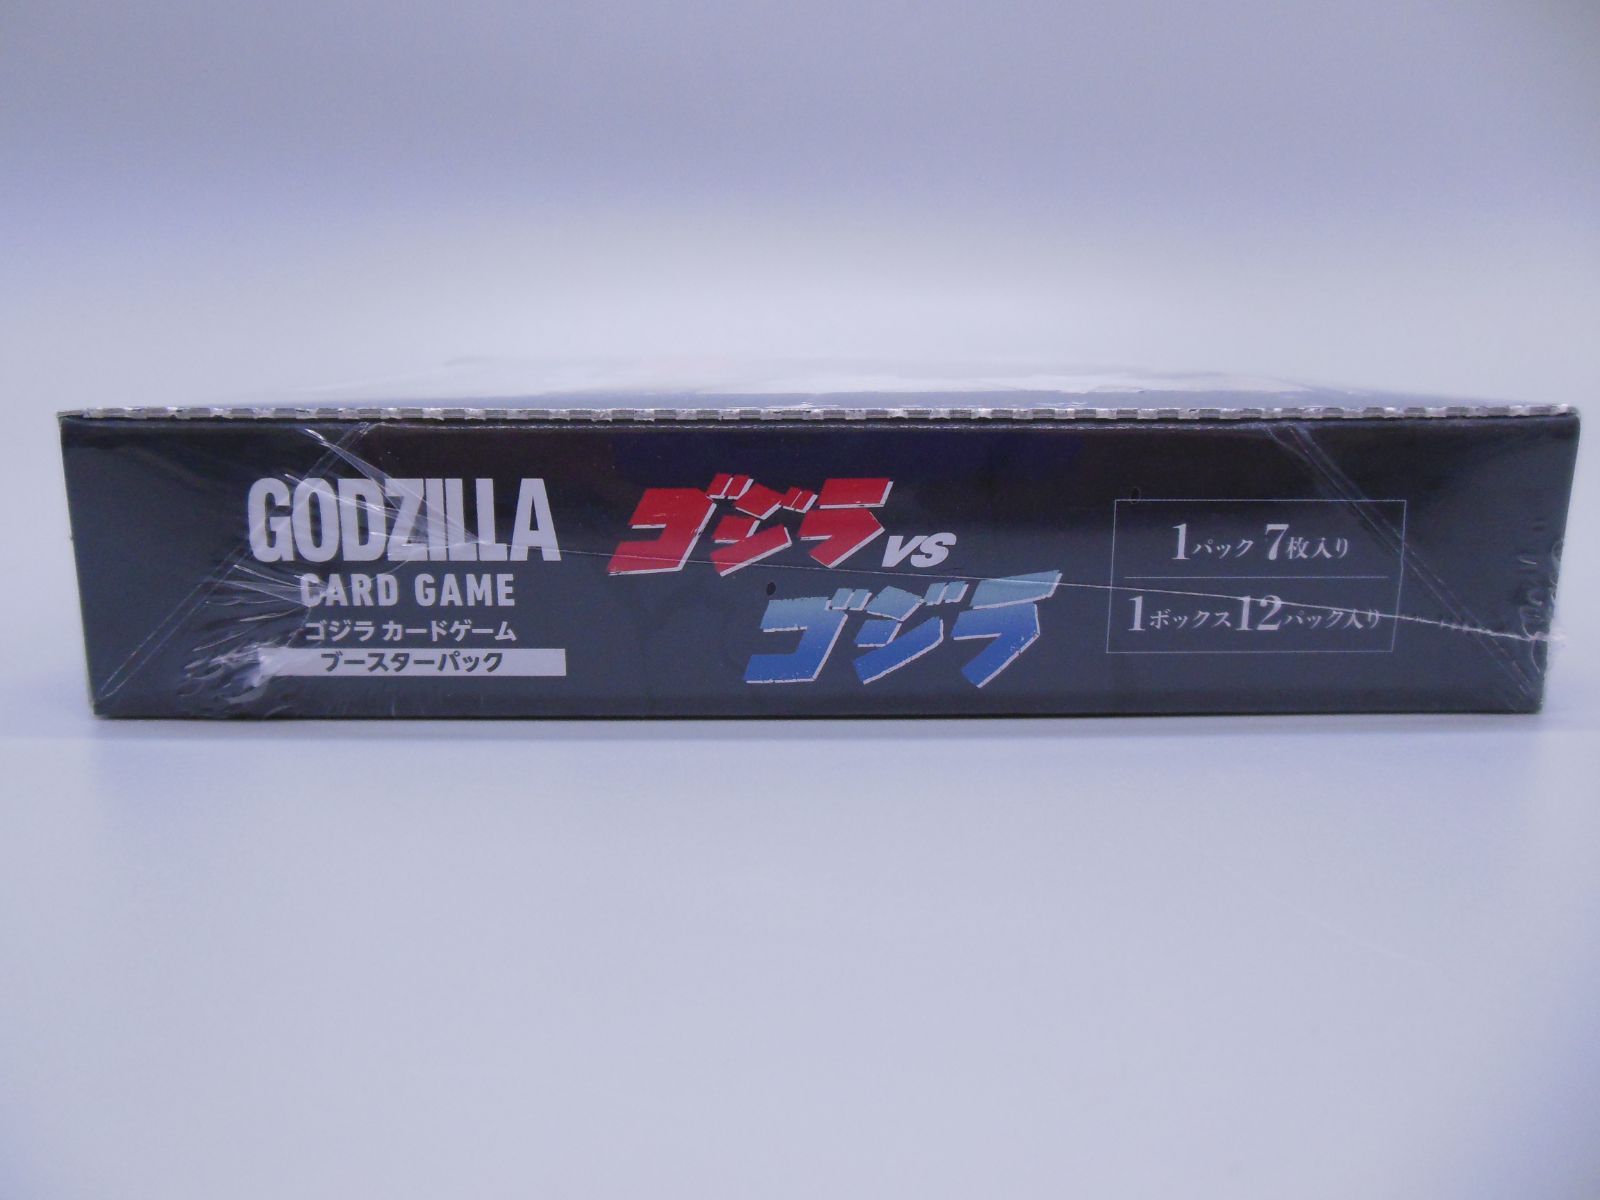 GODZILLA
CARD GAME
ゴジラ カードゲーム
ブースターパック
ゴジラ
VS
ゴジラ
1パック 7枚入り
1ボックス12パック入り